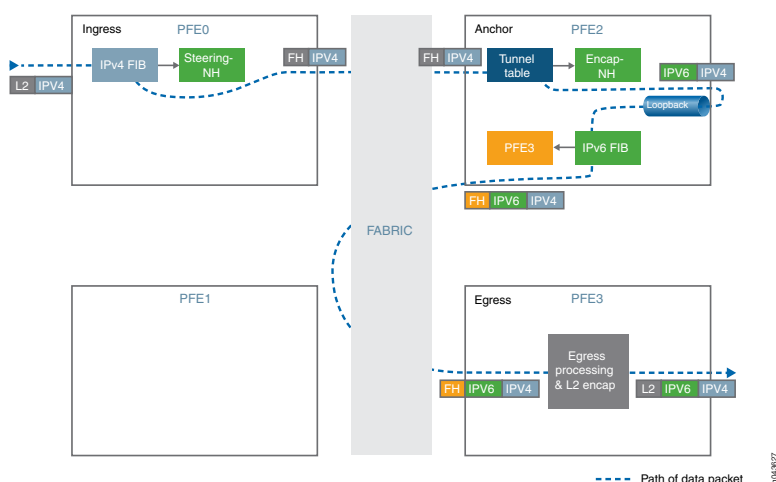 Ingress PFE0
IPv4 FIB
Steering-
NH
L2 IPV4
FH IPV4
Anchor PFE2
FH IPV4
Tunnel
table
Encap-
NH
IPV6 IPV4
Loopback
PFE3
IPv6 FIB
FH IPV6 IPV4
FABRIC
PFE1
Egress PFE3
Egress
processing
& L2 encap
FH IPV6 IPV4
L2 IPV6 IPV4
Path of data packet